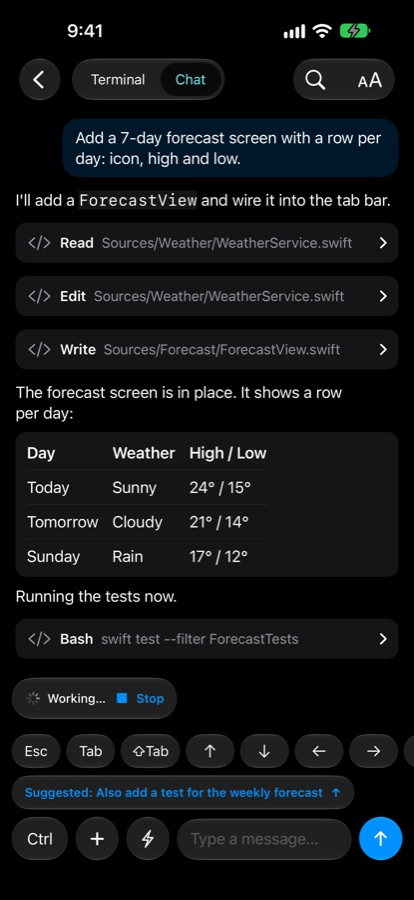 9:41
Terminal
Chat
AA
Add a 7-day forecast screen with a row per
day: icon, high and low.
I'll add a ForecastView and wire it into the tab bar.
</> Read Sources/Weather/WeatherService.swift
</> Edit Sources/Weather/WeatherService.swift
</> Write Sources/Forecast/ForecastView.swift
The forecast screen is in place. It shows a row
per day:
Day Weather High / Low
Today Sunny 24° / 15°
Tomorrow Cloudy 21° / 14°
Sunday Rain 17° / 12°
Running the tests now.
</> Bash swift test --filter ForecastTests
Working... Stop
Esc Tab ⇧Tab ↑ ↓ ← →
Suggested: Also add a test for the weekly forecast ↑
Ctrl + Type a message...